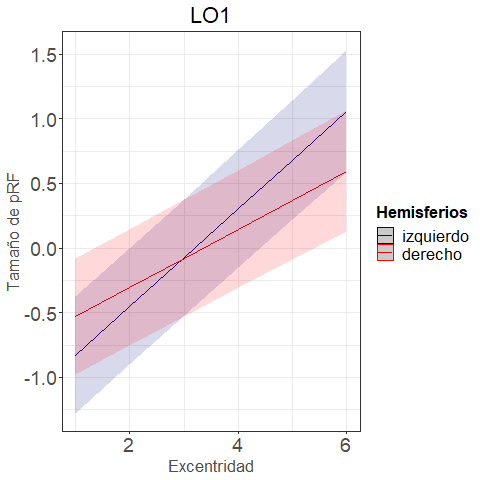 LO1
Tamaño de pRF
1.5
1.0
0.5
0.0
-0.5
-1.0
2
4
6
Excentridad
Hemisferios
izquierdo
derecho